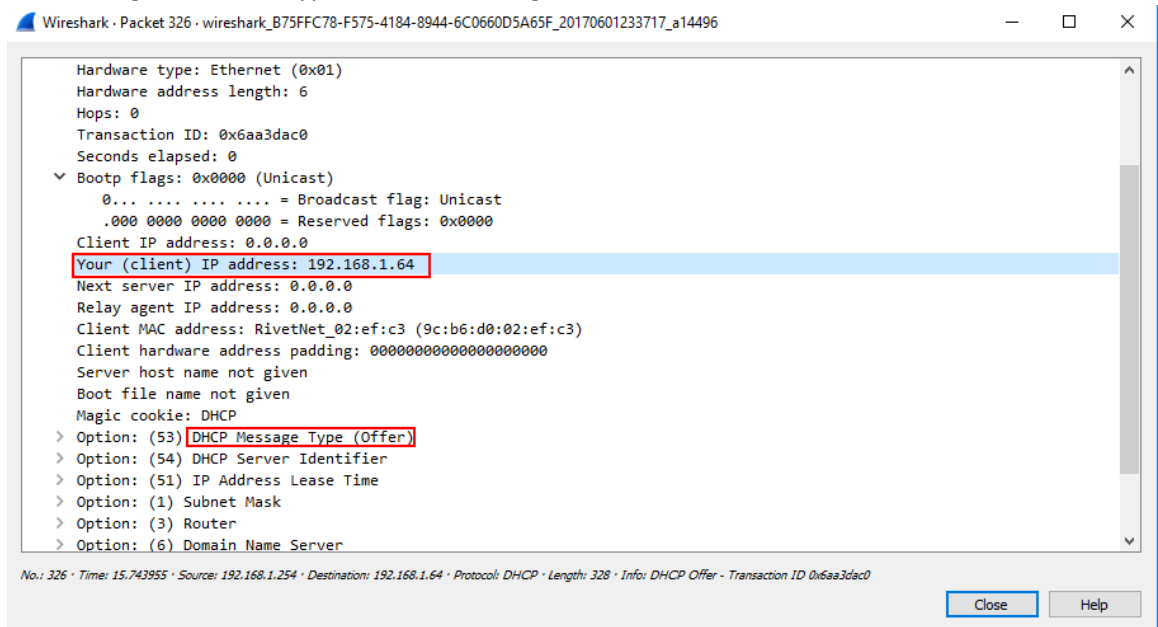 Wireshark · Packet 326 · wireshark_B75FFC78-F575-4184-8944-6C0660D5A65F_20170601233717_a14496
Hardware type: Ethernet (0x01)
Hardware address length: 6
Hops: 0
Transaction ID: 0x6aa3dac0
Seconds elapsed: 0
Bootp flags: 0x0000 (Unicast)
0... .... .... .... = Broadcast flag: Unicast
.000 0000 0000 0000 = Reserved flags: 0x0000
Client IP address: 0.0.0.0
Your (client) IP address: 192.168.1.64
Next server IP address: 0.0.0.0
Relay agent IP address: 0.0.0.0
Client MAC address: RivetNet_02:ef:c3 (9c:b6:d0:02:ef:c3)
Client hardware address padding: 00000000000000000000
Server host name not given
Boot file name not given
Magic cookie: DHCP
Option: (53) DHCP Message Type (Offer)
Option: (54) DHCP Server Identifier
Option: (51) IP Address Lease Time
Option: (1) Subnet Mask
Option: (3) Router
Option: (6) Domain Name Server
No.: 326 · Time: 15.743955 · Source: 192.168.1.254 · Destination: 192.168.1.64 · Protocol: DHCP · Length: 328 · Info: DHCP Offer - Transaction ID 0x6aa3dac0
Close Help